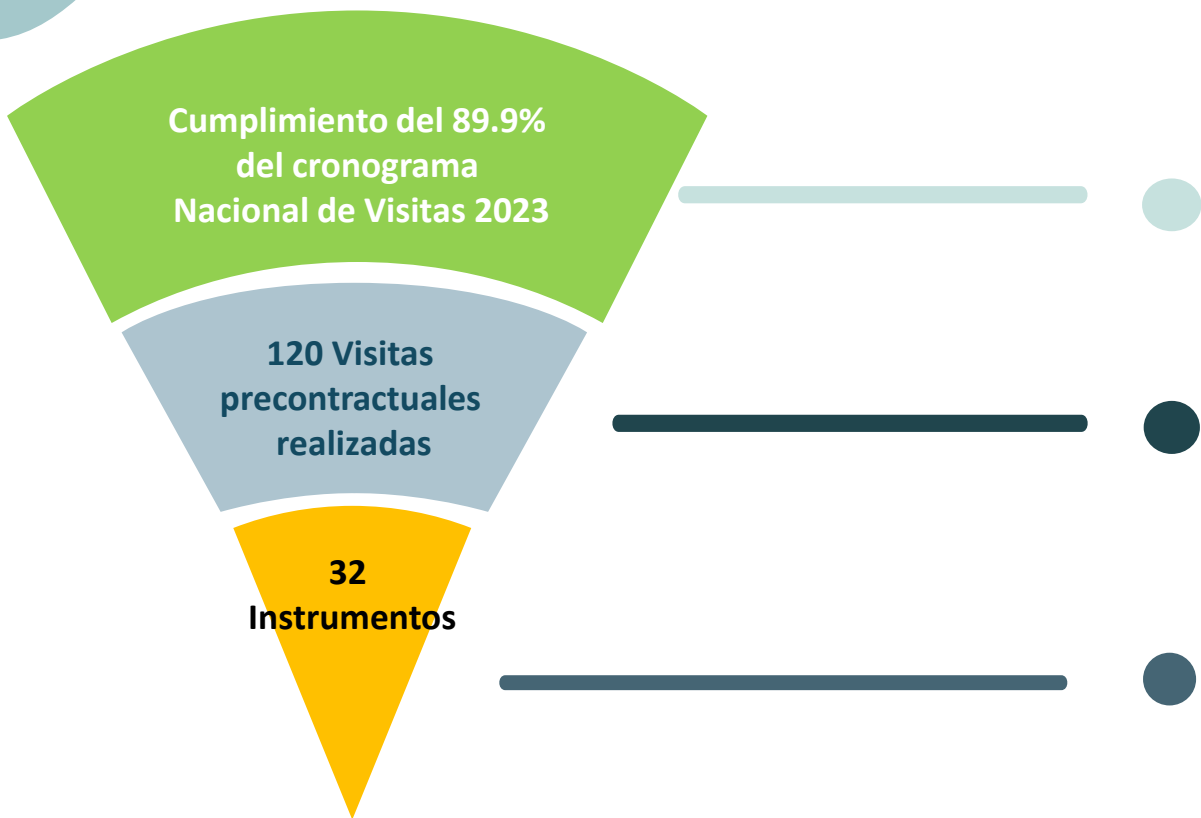 Cumplimiento del 89.9%
del cronograma
Nacional de Visitas 2023
120 Visitas
precontractuales
realizadas
32
Instrumentos